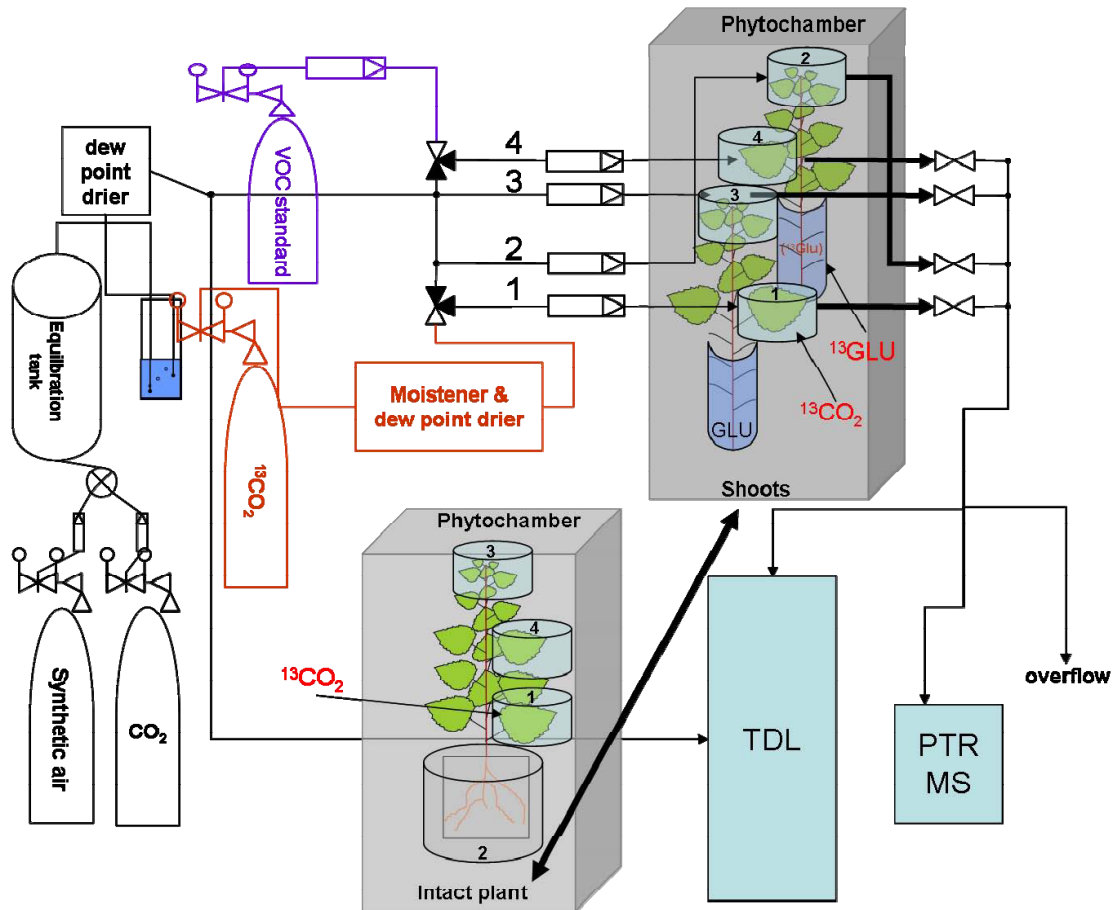 Phytochamber
2
4
3
(¹³Glu)
1
¹³GLU
¹³CO₂
GLU
Shoots
VOC standard
dew
point
drier
4
3
2
1
Equilbration
tank
Moistener &
dew point drier
¹³CO₂
Synthetic air
CO₂
Phytochamber
3
4
1
¹³CO₂
2
Intact plant
TDL
PTR
MS
overflow